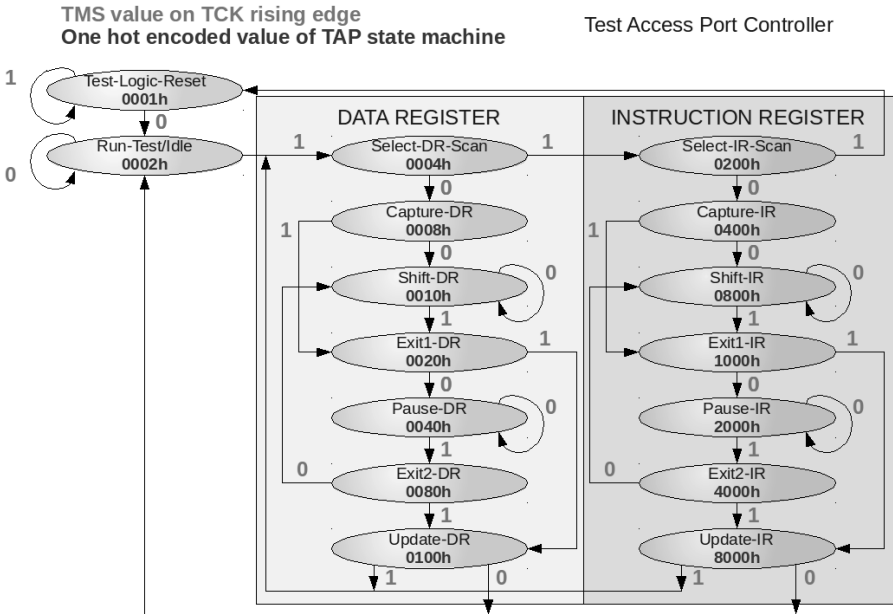 TMS value on TCK rising edge
One hot encoded value of TAP state machine
Test Access Port Controller
1
Test-Logic-Reset
0001h
0
DATA REGISTER
INSTRUCTION REGISTER
0
Run-Test/Idle
0002h
1
Select-DR-Scan
0004h
1
Select-IR-Scan
0200h
1
0
0
1
Capture-DR
0008h
1
Capture-IR
0400h
0
0
Shift-DR
0010h
0
Shift-IR
0800h
0
1
1
Exit1-DR
0020h
1
Exit1-IR
1000h
1
0
0
Pause-DR
0040h
0
Pause-IR
2000h
0
1
1
0
Exit2-DR
0080h
0
Exit2-IR
4000h
1
1
Update-DR
0100h
Update-IR
8000h
1
0
1
0